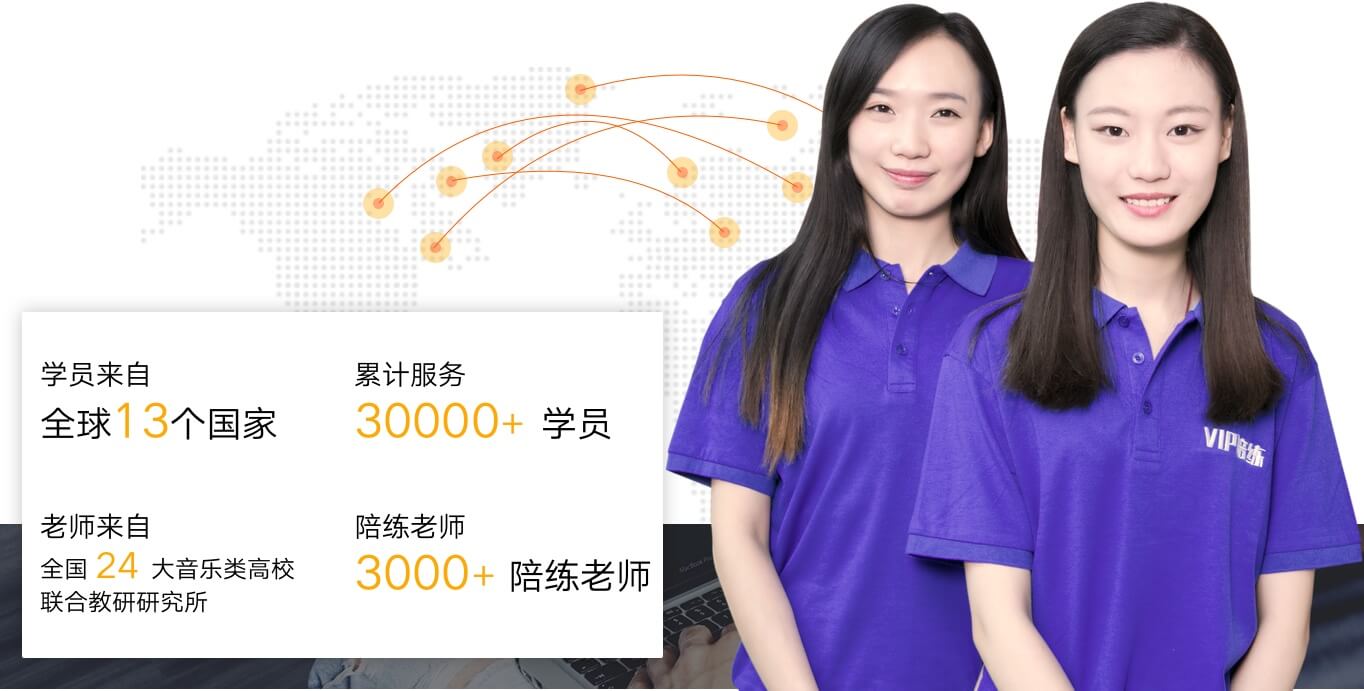 学员来自
全球13个国家
累计服务
30000+ 学员
老师来自
全国 24 大音乐类高校
联合教研研究所
陪练老师
3000+ 陪练老师
VIP陪练
MacBook Pro